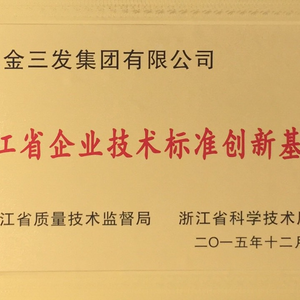 金三发集团有限公司
江省企业技术标准创新基
江省质量技术监督局 浙江省科学技术厅
二〇一五年十二月